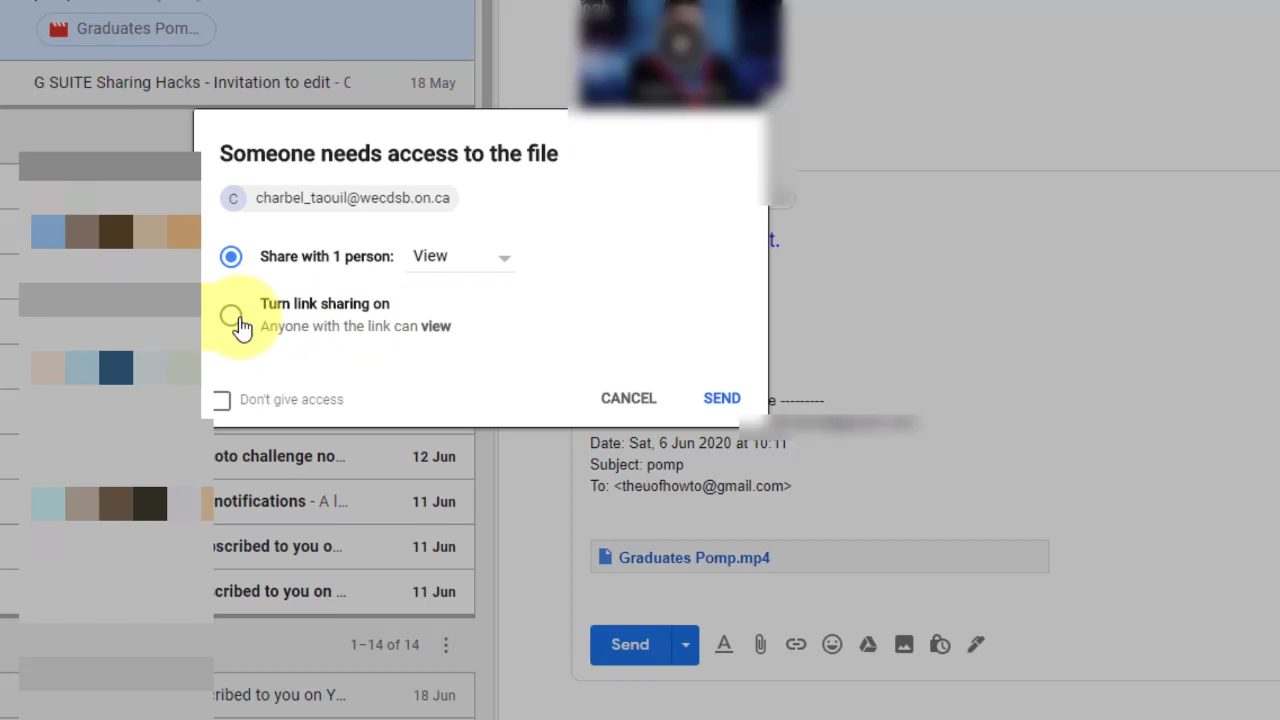 Graduates Pom...
G SUITE Sharing Hacks - Invitation to edit - C
18 May
Someone needs access to the file
C
charbel_taouil@wecdsb.on.ca
Share with 1 person:
View
t.
Turn link sharing on
Anyone with the link can view
Don't give access
CANCEL
SEND
e ---------
Date: Sat, 6 Jun 2020 at 10:11
Subject: pomp
To: <theuofhowto@gmail.com>
oto challenge no...
12 Jun
notifications - A l...
11 Jun
scribed to you o...
11 Jun
cribed to you on ...
11 Jun
Graduates Pomp.mp4
1–14 of 14
Send
cribed to you on Y...
18 Jun